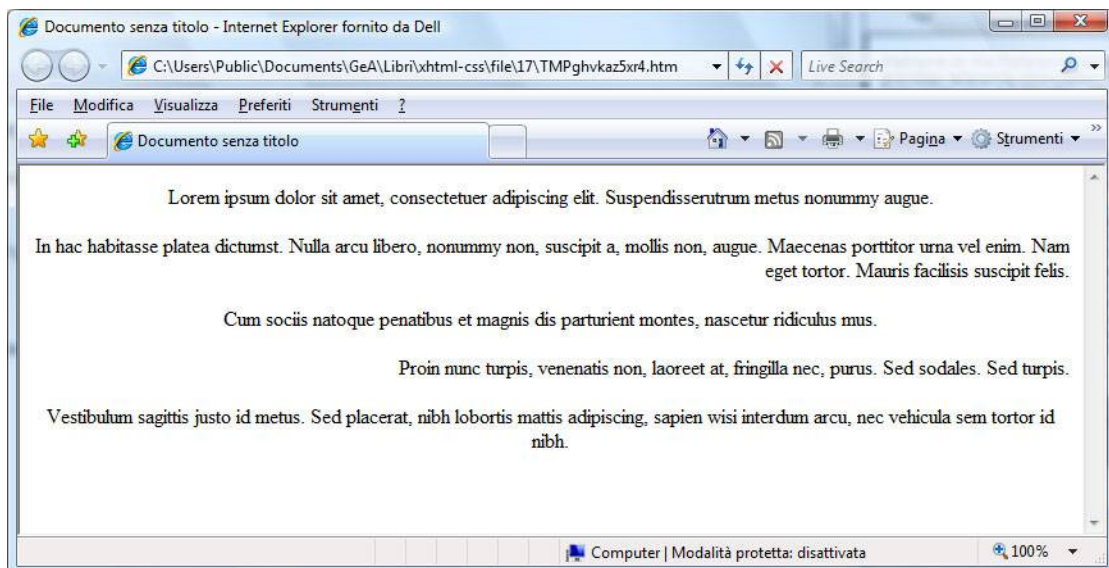 Documento senza titolo - Internet Explorer fornito da Dell
C:\Users\Public\Documents\GeA\Libri\xhtml-css\file\17\TMPghvkaz5xr4.htm
Live Search
File Modifica Visualizza Preferiti Strumenti ?
Documento senza titolo
Pagina Strumenti
Lorem ipsum dolor sit amet, consectetuer adipiscing elit. Suspendisserutrum metus nonummy augue.
In hac habitasse platea dictumst. Nulla arcu libero, nonummy non, suscipit a, mollis non, augue. Maecenas porttitor urna vel enim. Nam
eget tortor. Mauris facilisis suscipit felis.
Cum sociis natoque penatibus et magnis dis parturient montes, nascetur ridiculus mus.
Proin nunc turpis, venenatis non, laoreet at, fringilla nec, purus. Sed sodales. Sed turpis.
Vestibulum sagittis justo id metus. Sed placerat, nibh lobortis mattis adipiscing, sapien wisi interdum arcu, nec vehicula sem tortor id
nibh.
Computer | Modalità protetta: disattivata
100%